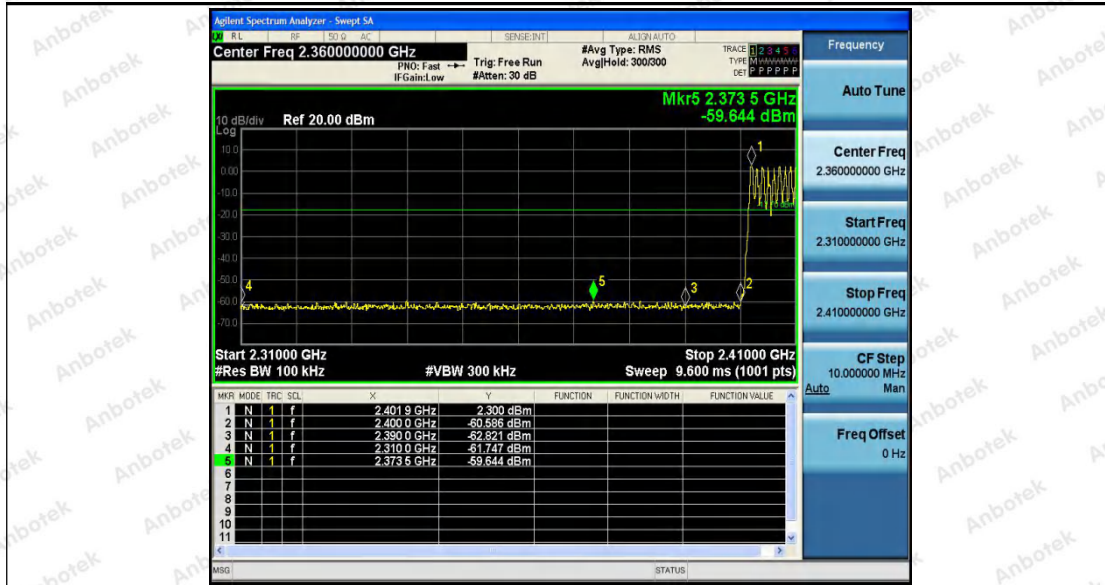 Agilent Spectrum Analyzer - Swept SA
RL RF 50 Ω AC SENSE:INT ALIGN AUTO
Center Freq 2.360000000 GHz
PNO: Fast
IFGain:Low
Trig: Free Run
#Atten: 30 dB
#Avg Type: RMS
Avg|Hold: 300/300
TRACE 1 2 3 4 5 6
TYPE M
DET P P P P P P
Mkr5 2.373 5 GHz
-59.644 dBm
10 dB/div Ref 20.00 dBm
Log
10.0
0.00
-10.0
-20.0
-30.0
-40.0
-50.0
-60.0
-70.0
1
2
3
4
5
Start 2.31000 GHz Stop 2.41000 GHz
#Res BW 100 kHz #VBW 300 kHz Sweep 9.600 ms (1001 pts)
MKR MODE TRC SCL X Y FUNCTION FUNCTION WIDTH FUNCTION VALUE
1 N 1 f 2.401 9 GHz 2.300 dBm
2 N 1 f 2.400 0 GHz -60.586 dBm
3 N 1 f 2.390 0 GHz -62.821 dBm
4 N 1 f 2.310 0 GHz -61.747 dBm
5 N 1 f 2.373 5 GHz -59.644 dBm
6
7
8
9
10
11
MSG STATUS
Frequency
Auto Tune
Center Freq
2.360000000 GHz
Start Freq
2.310000000 GHz
Stop Freq
2.410000000 GHz
CF Step
10.000000 MHz
Auto Man
Freq Offset
0 Hz
Anbotek